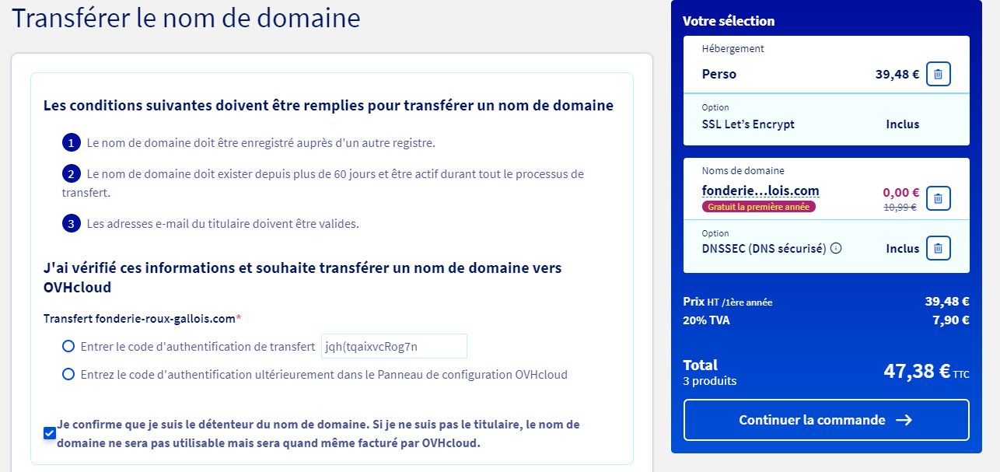 Transférer le nom de domaine
Les conditions suivantes doivent être remplies pour transférer un nom de domaine
1 Le nom de domaine doit être enregistré auprès d'un autre registre.
2 Le nom de domaine doit exister depuis plus de 60 jours et être actif durant tout le processus de
transfert.
3 Les adresses e-mail du titulaire doivent être valides.
J'ai vérifié ces informations et souhaite transférer un nom de domaine vers
OVHcloud
Transfert fonderie-roux-gallois.com*
Entrer le code d'authentification de transfert jqh(tqaixvcRog7n
Entrez le code d'authentification ultérieurement dans le Panneau de configuration OVHcloud
Je confirme que je suis le détenteur du nom de domaine. Si je ne suis pas le titulaire, le nom de
domaine ne sera pas utilisable mais sera quand même facturé par OVHcloud.
Votre sélection
Hébergement
Perso 39,48 €
Option
SSL Let’s Encrypt Inclus
Noms de domaine
fonderie...lois.com 0,00 €
Gratuit la première année 10,99 €
Option
DNSSEC (DNS sécurisé) Inclus
Prix HT /1ère année 39,48 €
20% TVA 7,90 €
Total 47,38 € TTC
3 produits
Continuer la commande →